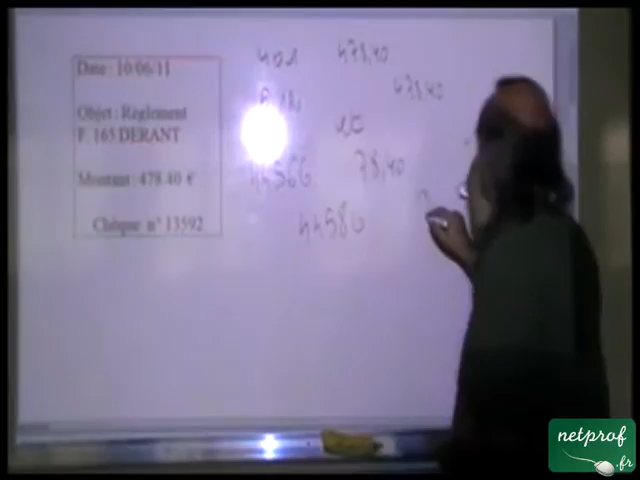 Date : 10/06/11
Objet : Règlement
F. 165 DERANT
Montant : 478.40 €
Chèque n° 13592
401 478,40
478,40
44566 78,40
44580
netprof
.fr